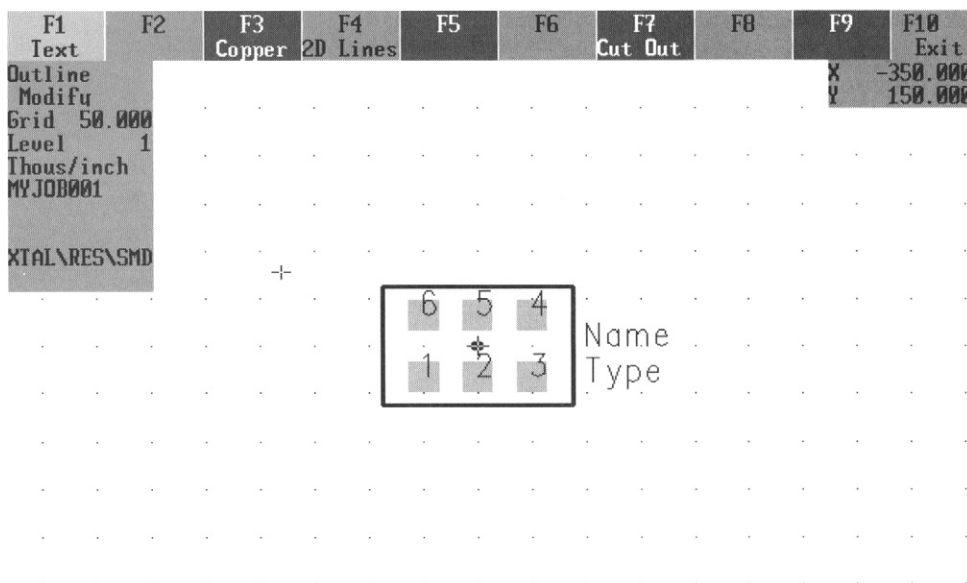 F1 F2 F3 F4 F5 F6 F7 F8 F9 F10
Text Copper 2D Lines Cut Out Exit
Outline
Modify
Grid 50.000
Level 1
Thous/inch
MYJOB001
XTAL\RES\SMD
X -350.000
Y 150.000
6 5 4
1 2 3
Name
Type